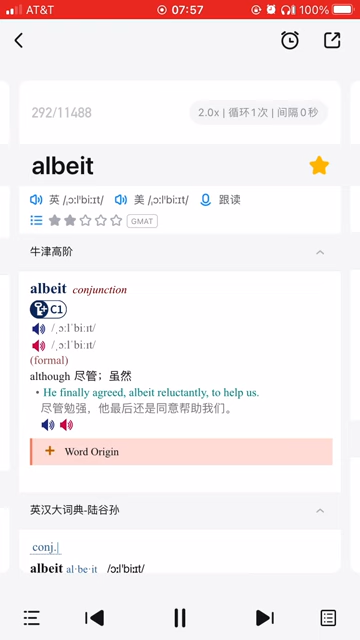 AT&T 07:57 100%
292/11488 2.0x | 循环1次 | 间隔0秒
albeit
英 /ˌɔːlˈbiːɪt/ 美 /ˌɔːlˈbiːɪt/ 跟读
GMAT
牛津高阶
albeit conjunction
C1
/ˌɔːlˈbiːɪt/
/ˌɔːlˈbiːɪt/
(formal)
although 尽管；虽然
• He finally agreed, albeit reluctantly, to help us.
尽管勉强，他最后还是同意帮助我们。
+ Word Origin
英汉大词典-陆谷孙
conj.|
albeit al·be·it /ɔːlˈbiːɪt/